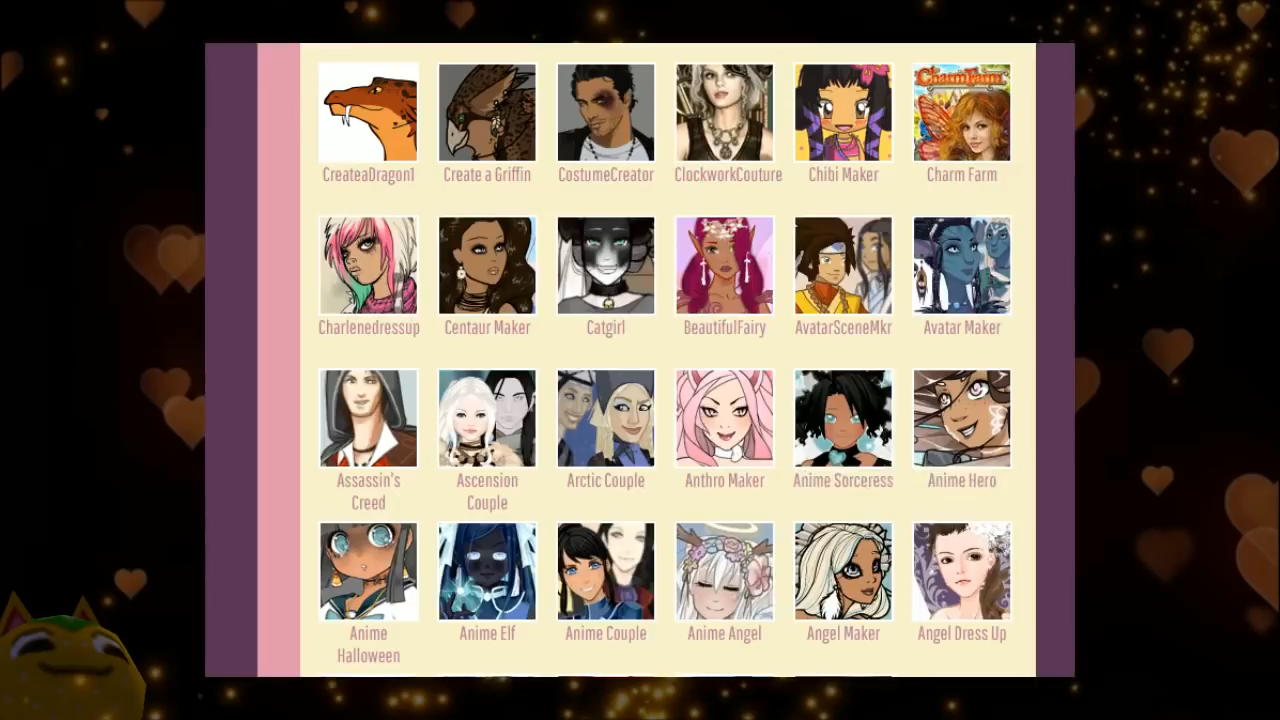 CharmFarm
CreateaDragon1
Create a Griffin
CostumeCreator
ClockworkCouture
Chibi Maker
Charm Farm
Charlenedressup
Centaur Maker
Catgirl
BeautifulFairy
AvatarSceneMkr
Avatar Maker
Assassin's
Creed
Ascension
Couple
Arctic Couple
Anthro Maker
Anime Sorceress
Anime Hero
Anime
Halloween
Anime Elf
Anime Couple
Anime Angel
Angel Maker
Angel Dress Up